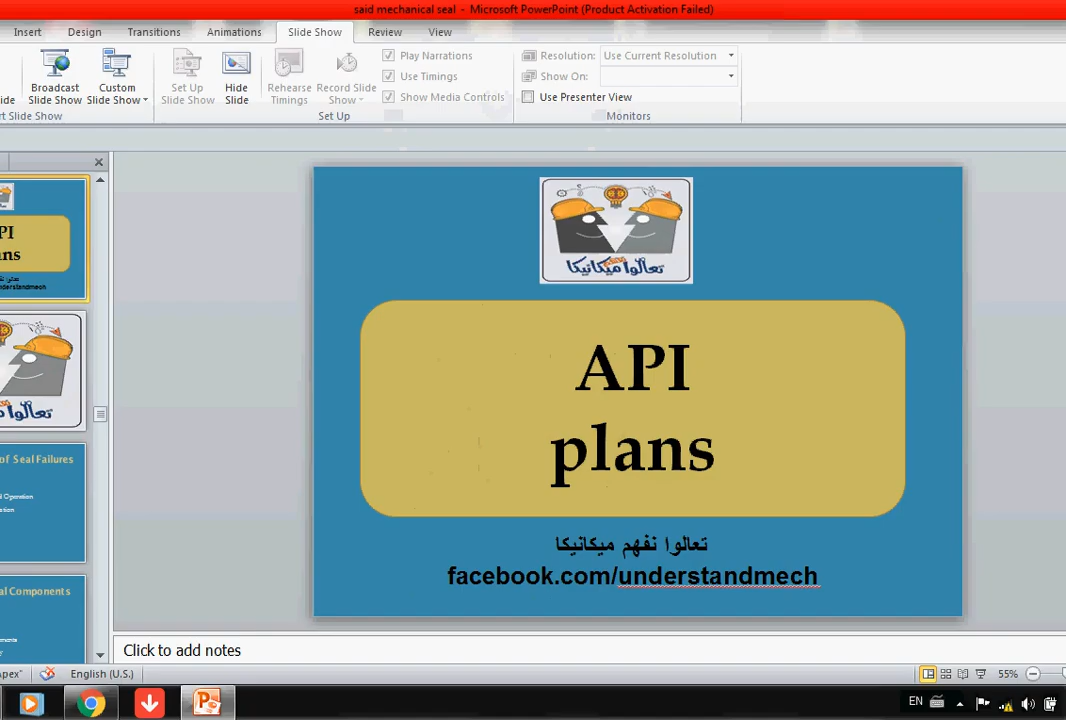 said mechanical seal - Microsoft PowerPoint (Product Activation Failed)
Insert Design Transitions Animations Slide Show Review View
Broadcast Slide Show
Custom Slide Show
Set Up Slide Show
Hide Slide
Rehearse Timings
Record Slide Show
Play Narrations
Use Timings
Show Media Controls
Resolution: Use Current Resolution
Show On:
Use Presenter View
Set Up
Monitors
تعالوا ميكانيكا
API
plans
تعالوا نفهم ميكانيكا
facebook.com/understandmech
of Seal Failures
Click to add notes
English (U.S.)
55%
EN